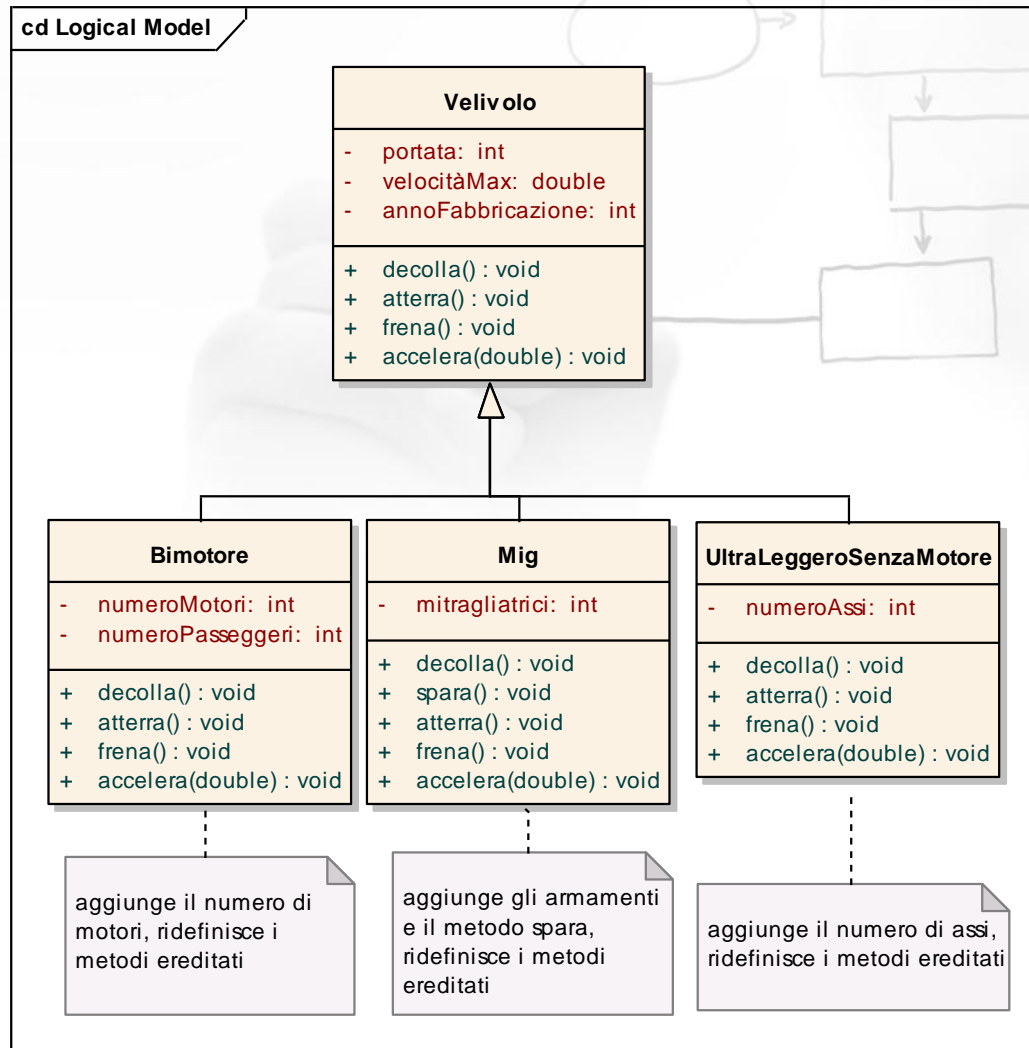 cd Logical Model
Velivolo
- portata: int
- velocitàMax: double
- annoFabbricazione: int
+ decolla() : void
+ atterra() : void
+ frena() : void
+ accelera(double) : void
Bimotore
- numeroMotori: int
- numeroPasseggeri: int
+ decolla() : void
+ atterra() : void
+ frena() : void
+ accelera(double) : void
Mig
- mitragliatrici: int
+ decolla() : void
+ spara() : void
+ atterra() : void
+ frena() : void
+ accelera(double) : void
UltraLeggeroSenzaMotore
- numeroAssi: int
+ decolla() : void
+ atterra() : void
+ frena() : void
+ accelera(double) : void
aggiunge il numero di
motori, ridefinisce i
metodi ereditati
aggiunge gli armamenti
e il metodo spara,
ridefinisce i metodi
ereditati
aggiunge il numero di assi,
ridefinisce i metodi ereditati